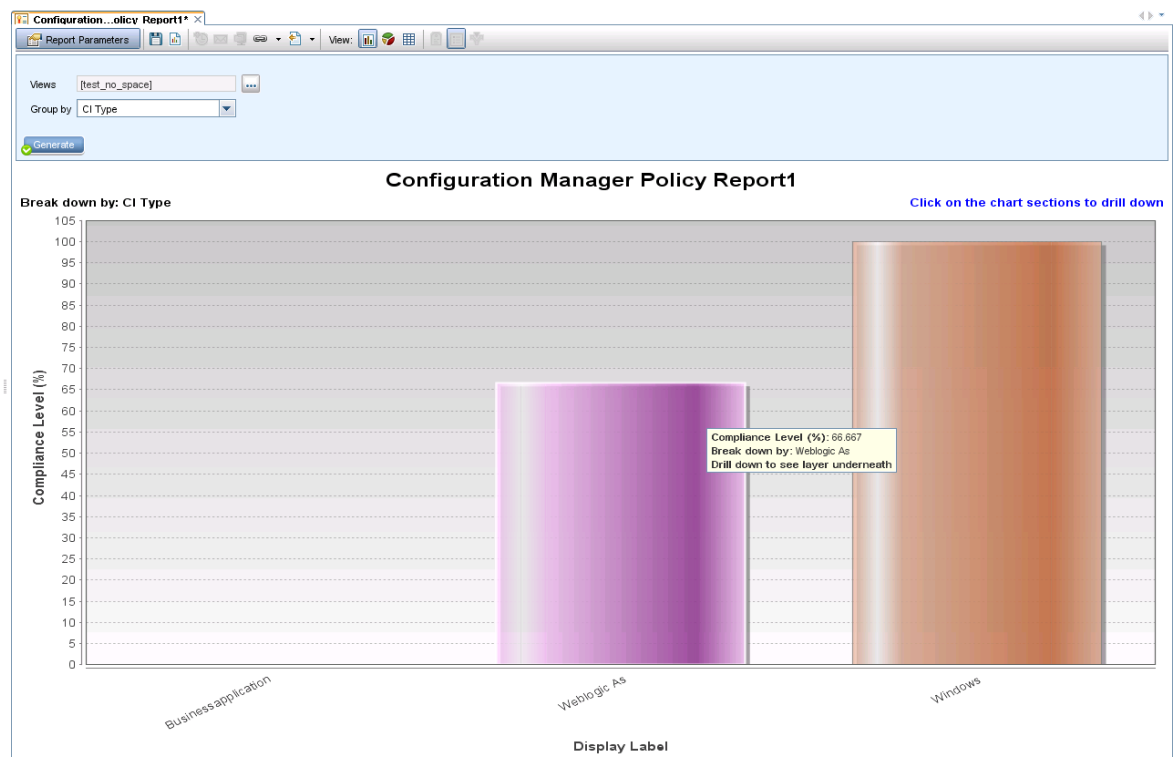 Configuration...olicy Report1*
Report Parameters
View:
Views [test_no_space] ...
Group by CI Type
Generate
Configuration Manager Policy Report1
Break down by: CI Type
Click on the chart sections to drill down
105
100
95
90
85
80
75
70
65
60
55
50
45
40
35
30
25
20
15
10
5
0
Compliance Level (%)
Compliance Level (%): 66.667
Break down by: Weblogic As
Drill down to see layer underneath
Businessapplication
Weblogic As
Windows
Display Label